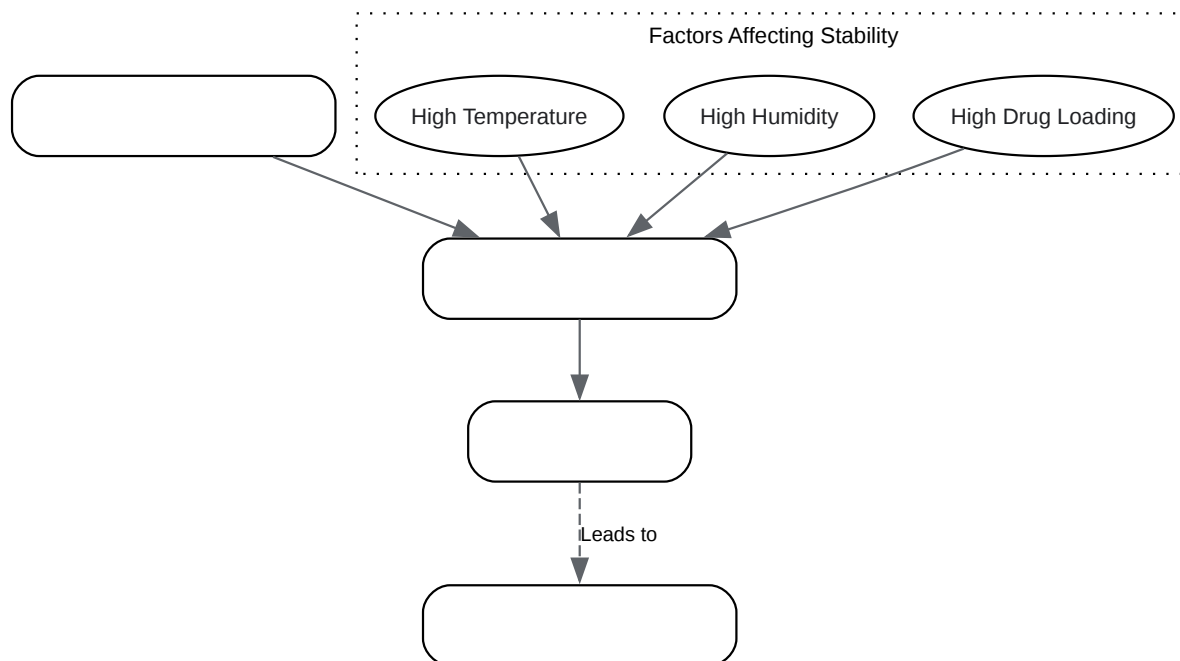 Factors Affecting Stability
High Temperature
High Humidity
High Drug Loading
Leads to